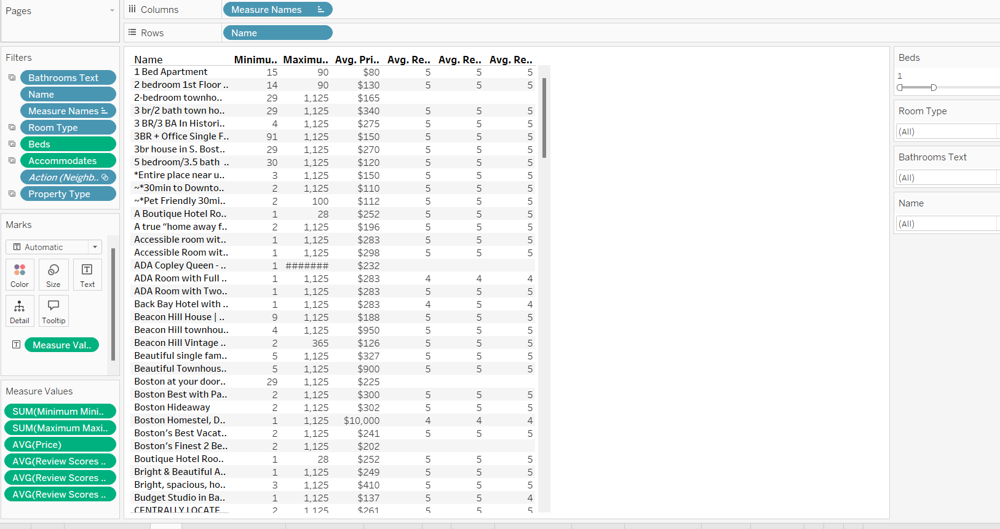 Pages
Columns
Measure Names
Rows
Name
Filters
Bathrooms Text
Name
Measure Names
Room Type
Beds
Accommodates
Action (Neighb..
Property Type
Marks
Automatic
Color
Size
Text
Detail
Tooltip
Measure Val..
Measure Values
SUM(Minimum Mini..
SUM(Maximum Maxi..
AVG(Price)
AVG(Review Scores ..
AVG(Review Scores ..
AVG(Review Scores ..
Name Minimu.. Maximu.. Avg. Pri.. Avg. Re.. Avg. Re.. Avg. Re..
1 Bed Apartment 15 90 $80 5 5 5
2 bedroom 1st Floor .. 14 90 $130 5 5 5
2-bedroom townho.. 29 1,125 $165
3 br/2 bath town ho.. 29 1,125 $340 5 5 5
3 BR/3 BA In Histori.. 4 1,125 $275 5 5 5
3BR + Office Single F.. 91 1,125 $150 5 5 5
3br house in S. Bost.. 29 1,125 $270 5 5 5
5 bedroom/3.5 bath .. 30 1,125 $120 5 5 5
*Entire place near u.. 3 1,125 $150 5 5 5
~*30min to Downto.. 2 1,125 $110 5 5 5
~*Pet Friendly 30mi.. 2 100 $112 5 5 5
A Boutique Hotel Ro.. 1 28 $252 5 5 5
A true “home away f.. 2 1,125 $196 5 5 5
Accessible room wit.. 1 1,125 $283 5 5 5
Accessible Room wit.. 1 1,125 $298 5 5 5
ADA Copley Queen - .. 1 ####### $232
ADA Room with Full .. 1 1,125 $283 4 4 4
ADA Room with Two.. 1 1,125 $283 5 5 5
Back Bay Hotel with .. 1 1,125 $283 4 5 4
Beacon Hill House | .. 9 1,125 $188 5 5 5
Beacon Hill townhou.. 4 1,125 $950 5 5 5
Beacon Hill Vintage .. 2 365 $126 5 5 5
Beautiful single fam.. 5 1,125 $327 5 5 5
Beautiful Townhous.. 5 1,125 $900 5 5 5
Boston at your door.. 29 1,125 $225
Boston Best with Pa.. 2 1,125 $300 5 5 5
Boston Hideaway 2 1,125 $302 5 5 5
Boston Homestel, D.. 1 1,125 $10,000 4 4 4
Boston’s Best Vacat.. 2 1,125 $241 5 5 5
Boston’s Finest 2 Be.. 2 1,125 $202
Boutique Hotel Roo.. 1 28 $252 5 5 5
Bright & Beautiful A.. 1 1,125 $249 5 5 5
Bright, spacious, ho.. 3 1,125 $410 5 5 5
Budget Studio in Ba.. 1 1,125 $137 5 5 4
CENTRALLY LOCATE 2 1,125 $261 5 5 5
Beds
1
Room Type
(All)
Bathrooms Text
(All)
Name
(All)